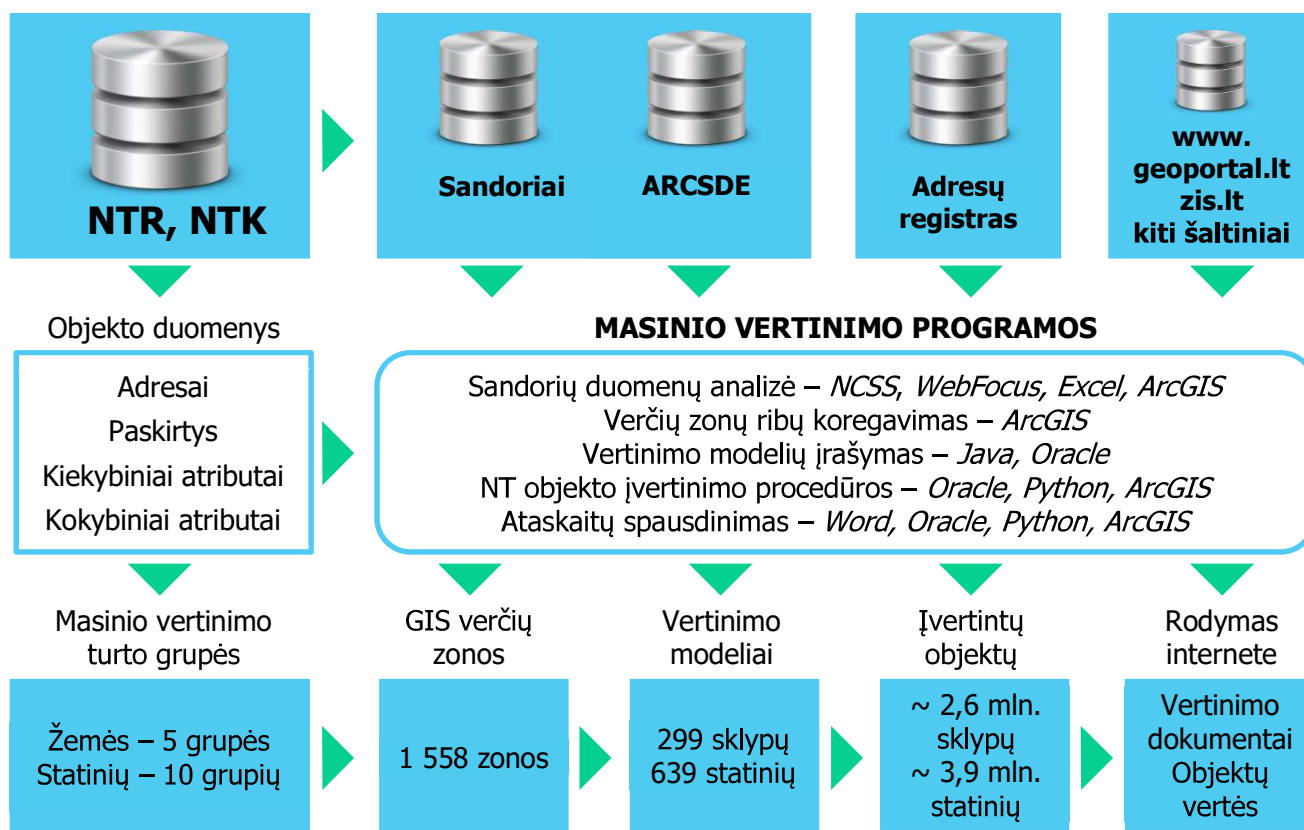 NTR, NTK
Sandoriai
ARCSDE
Adresų
registras
www.
geoportal.lt
zis.lt
kiti šaltiniai
Objekto duomenys
Adresai
Paskirtys
Kiekybiniai atributai
Kokybiniai atributai
MASINIO VERTINIMO PROGRAMOS
Sandorių duomenų analizė – NCSS, WebFocus, Excel, ArcGIS
Verčių zonų ribų koregavimas – ArcGIS
Vertinimo modelių įrašymas – Java, Oracle
NT objekto įvertinimo procedūros – Oracle, Python, ArcGIS
Ataskaitų spausdinimas – Word, Oracle, Python, ArcGIS
Masinio vertinimo
turto grupės
Žemės – 5 grupės
Statinių – 10 grupių
GIS verčių
zonos
1 558 zonos
Vertinimo
modeliai
299 sklypų
639 statinių
Įvertintų
objektų
~ 2,6 mln.
sklypų
~ 3,9 mln.
statinių
Rodymas
internete
Vertinimo
dokumentai
Objektų
vertės